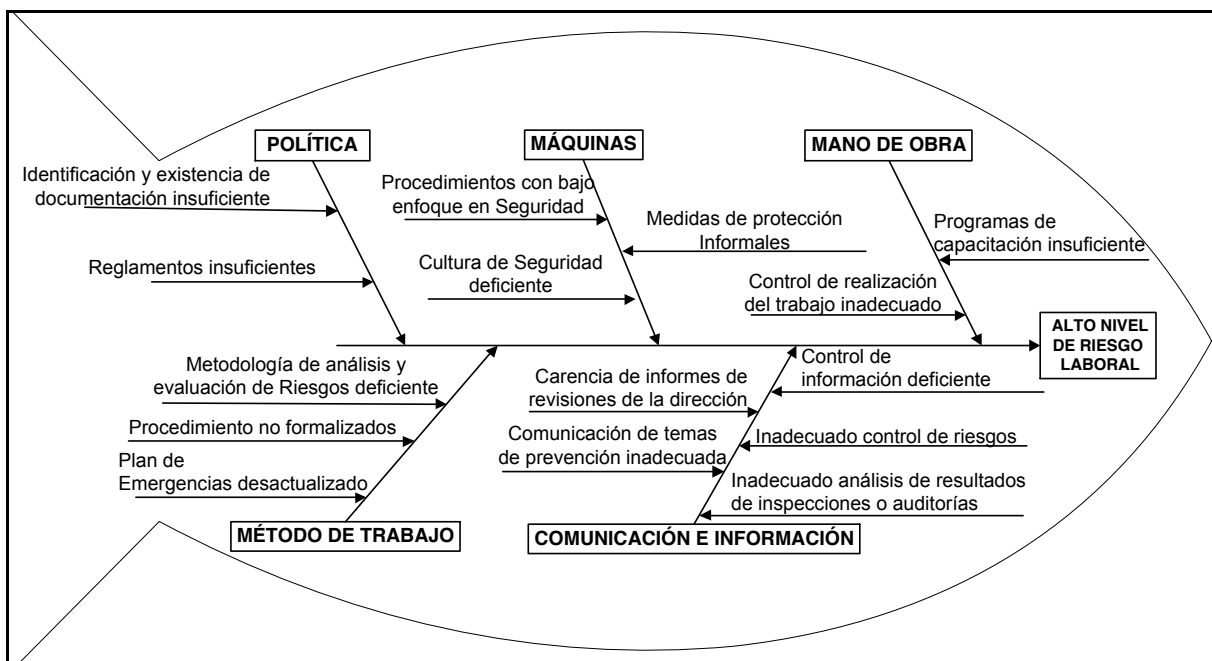 POLÍTICA
MÁQUINAS
MANO DE OBRA
Identificación y existencia de
documentación insuficiente
Reglamentos insuficientes
Procedimientos con bajo
enfoque en Seguridad
Medidas de protección
Informales
Cultura de Seguridad
deficiente
Programas de
capacitación insuficiente
Control de realización
del trabajo inadecuado
ALTO NIVEL
DE RIESGO
LABORAL
Metodología de análisis y
evaluación de Riesgos deficiente
Procedimiento no formalizados
Plan de
Emergencias desactualizado
Carencia de informes de
revisiones de la dirección
Control de
información deficiente
Comunicación de temas
de prevención inadecuada
Inadecuado control de riesgos
Inadecuado análisis de resultados
de inspecciones o auditorías
MÉTODO DE TRABAJO
COMUNICACIÓN E INFORMACIÓN